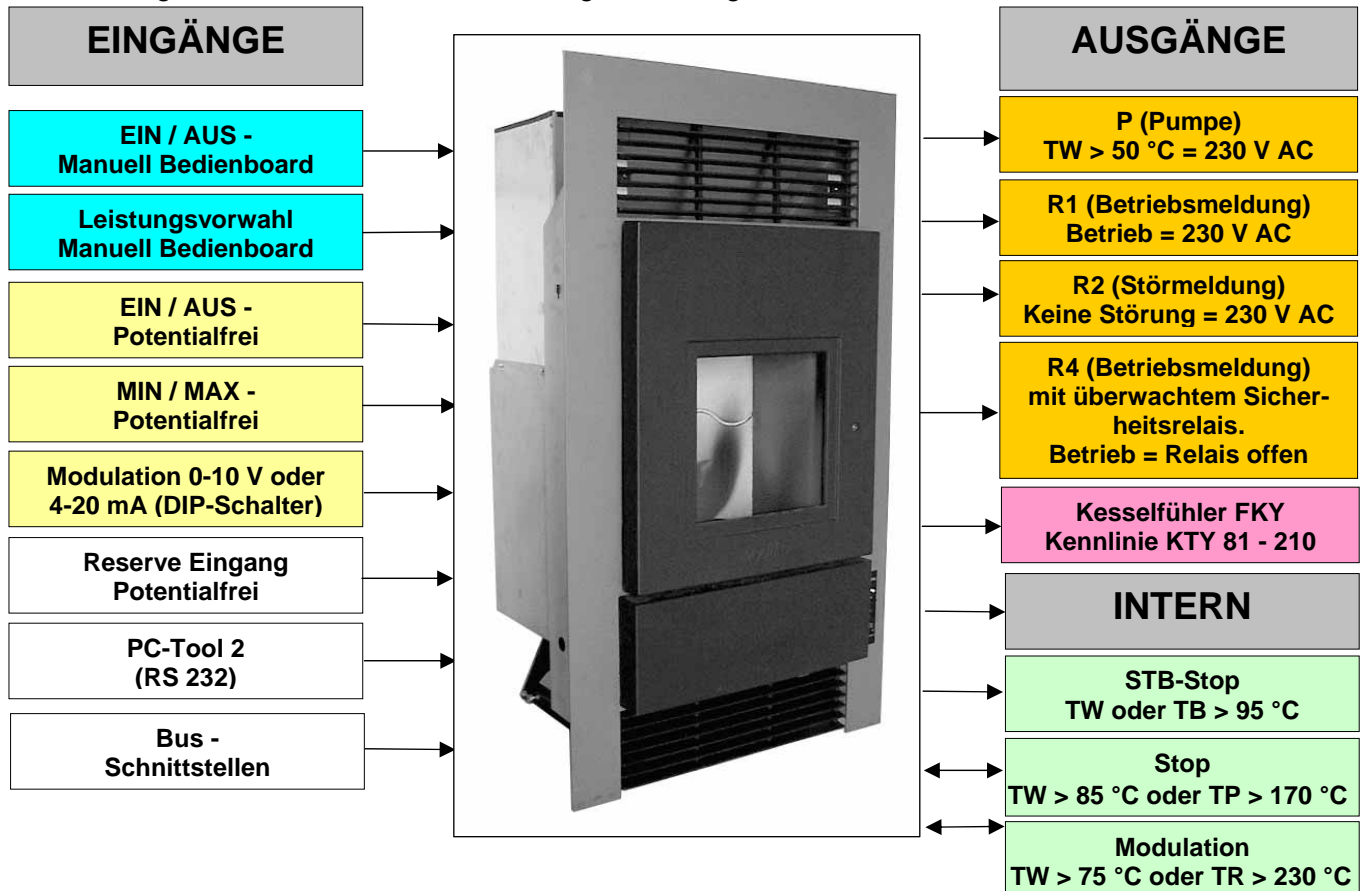 EINGÄNGE
EIN / AUS -
Manuell Bedienboard
Leistungsvorwahl
Manuell Bedienboard
EIN / AUS -
Potentialfrei
MIN / MAX -
Potentialfrei
Modulation 0-10 V oder
4-20 mA (DIP-Schalter)
Reserve Eingang
Potentialfrei
PC-Tool 2
(RS 232)
Bus -
Schnittstellen
AUSGÄNGE
P (Pumpe)
TW > 50 °C = 230 V AC
R1 (Betriebsmeldung)
Betrieb = 230 V AC
R2 (Störmeldung)
Keine Störung = 230 V AC
R4 (Betriebsmeldung)
mit überwachtem Sicher-
heitsrelais.
Betrieb = Relais offen
Kesselfühler FKY
Kennlinie KTY 81 - 210
INTERN
STB-Stop
TW oder TB > 95 °C
Stop
TW > 85 °C oder TP > 170 °C
Modulation
TW > 75 °C oder TR > 230 °C